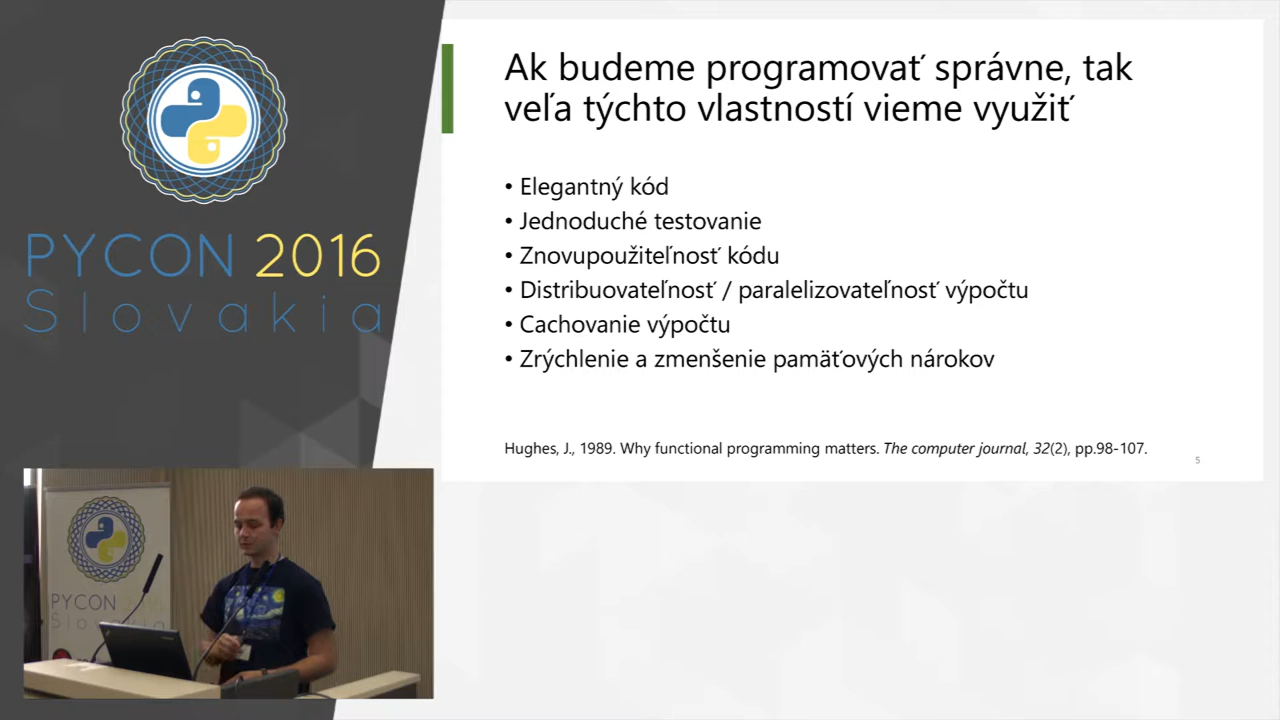 PYCON 2016
Slovakia
Ak budeme programovať správne, tak
veľa týchto vlastností vieme využiť
• Elegantný kód
• Jednoduché testovanie
• Znovupoužiteľnosť kódu
• Distribuovateľnosť / paralelizovateľnosť výpočtu
• Cachovanie výpočtu
• Zrýchlenie a zmenšenie pamäťových nárokov
Hughes, J., 1989. Why functional programming matters. The computer journal, 32(2), pp.98-107.
5
PYCON